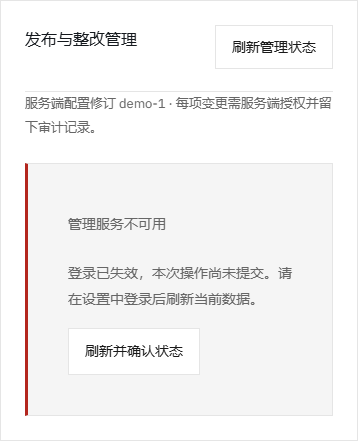 发布与整改管理
刷新管理状态
服务端配置修订 demo-1 · 每项变更需服务端授权并留
下审计记录。
管理服务不可用
登录已失效，本次操作尚未提交。请
在设置中登录后刷新当前数据。
刷新并确认状态